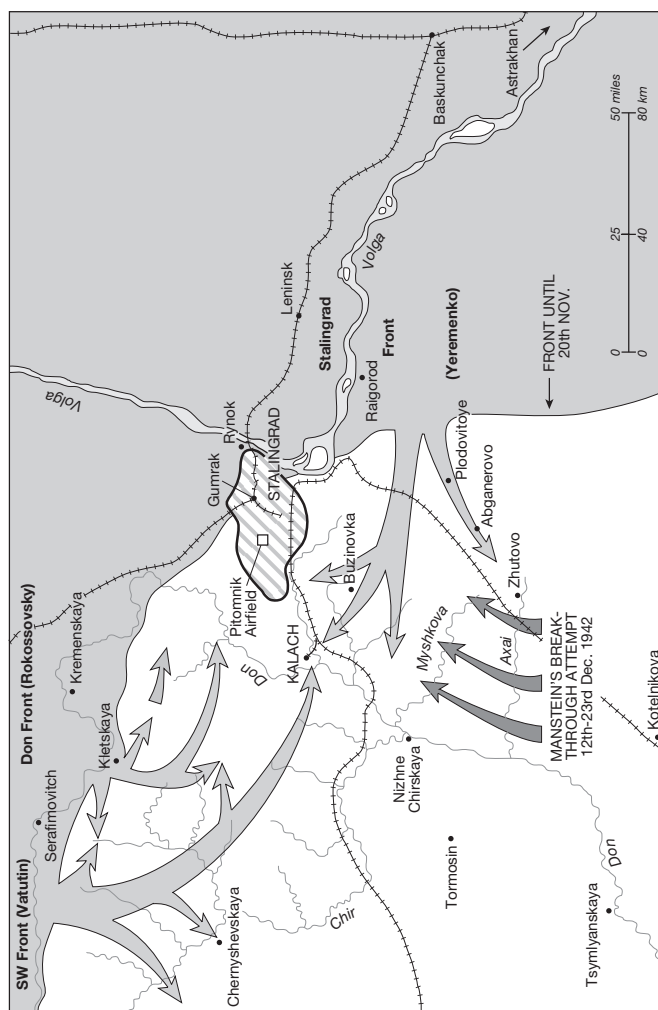 SW Front (Vatutin)
Don Front (Rokossovsky)
Serafimovitch
Kletskaya
Kremenskaya
Volga
Chernyshevskaya
Don
Pitomnik
Airfield
Gumrak
Rynok
STALINGRAD
Leninsk
Baskunchak
KALACH
Buzinovka
Chir
Stalingrad
Front
(Yeremenko)
Raigorod
Volga
Astrakhan
Nizhne
Chirskaya
Myshkova
Tormosin
Axai
Plodovitoye
Abganerovo
Zhutovo
MANSTEIN'S BREAK-
THROUGH ATTEMPT
12th-23rd Dec. 1942
FRONT UNTIL
20th NOV.
Tsymlyanskaya
Don
Kotelnikova
0 25 50 miles
0 40 80 km